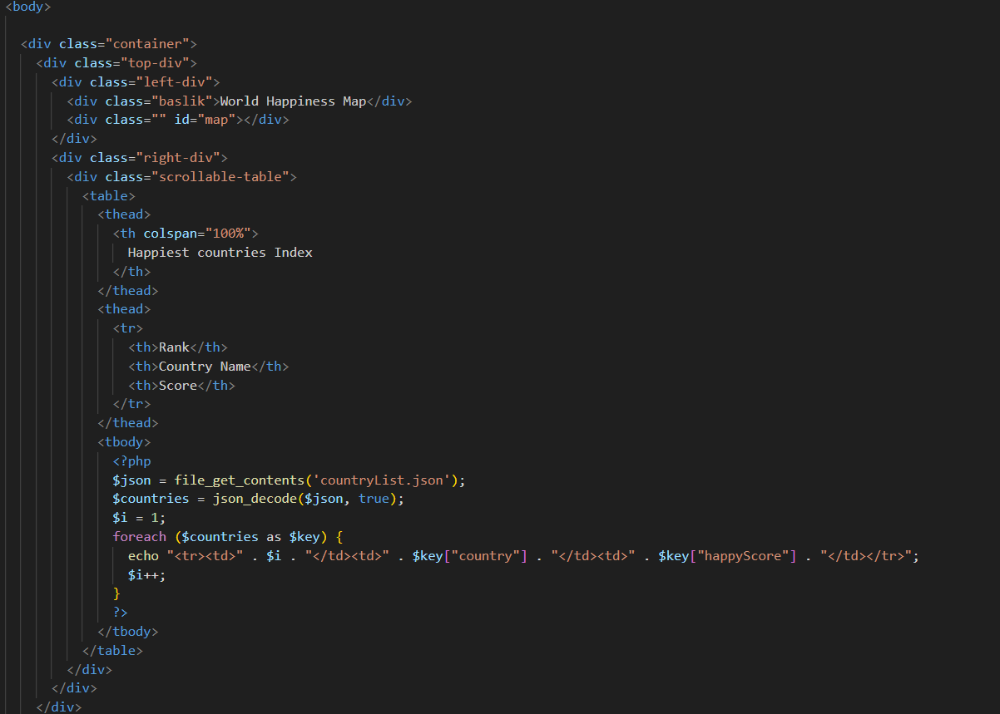 <body>
<div class="container">
<div class="top-div">
<div class="left-div">
<div class="baslik">World Happiness Map</div>
<div class="" id="map"></div>
</div>
<div class="right-div">
<div class="scrollable-table">
<table>
<thead>
<th colspan="100%">
Happiest countries Index
</th>
</thead>
<thead>
<tr>
<th>Rank</th>
<th>Country Name</th>
<th>Score</th>
</tr>
</thead>
<tbody>
<?php
$json = file_get_contents('countryList.json');
$countries = json_decode($json, true);
$i = 1;
foreach ($countries as $key) {
echo "<tr><td>" . $i . "</td><td>" . $key["country"] . "</td><td>" . $key["happyScore"] . "</td></tr>";
$i++;
}
?>
</tbody>
</table>
</div>
</div>
</div>